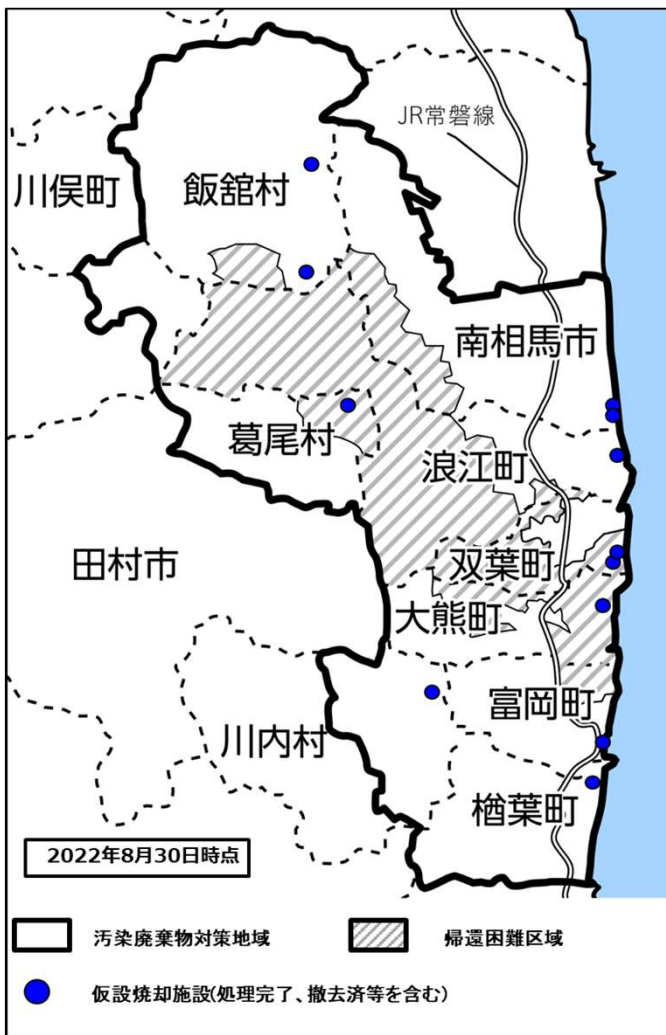 JR常磐線
川俣町
飯舘村
南相馬市
葛尾村
浪江町
田村市
双葉町
大熊町
富岡町
川内村
楢葉町
2022年8月30日時点
汚染廃棄物対策地域
帰還困難区域
仮設焼却施設(処理完了、撤去済等を含む)